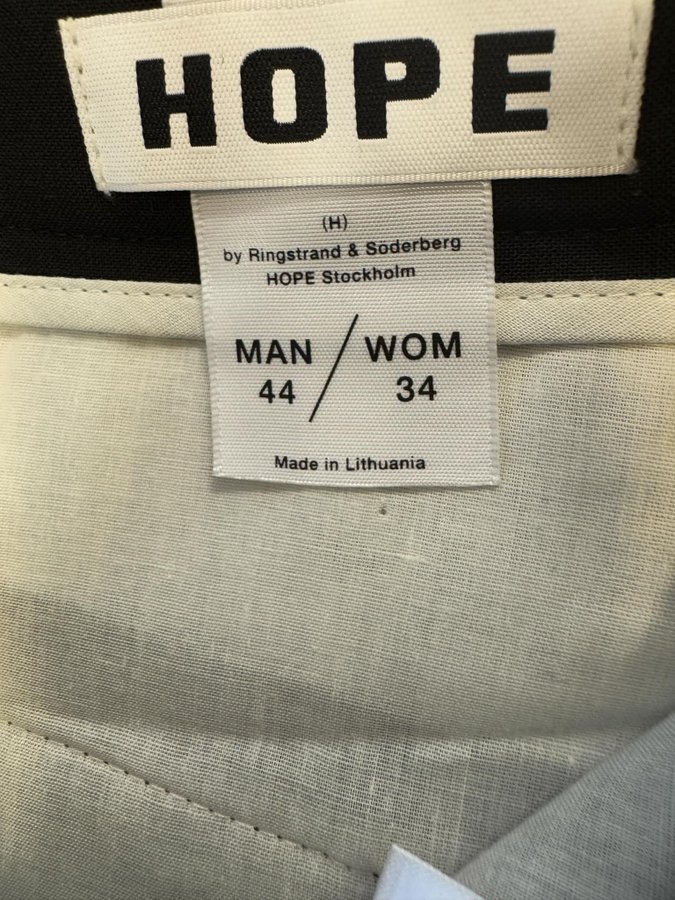 HOPE
(H)
by Ringstrand & Söderberg
HOPE Stockholm
MAN / WOM
44 34
Made in Lithuania